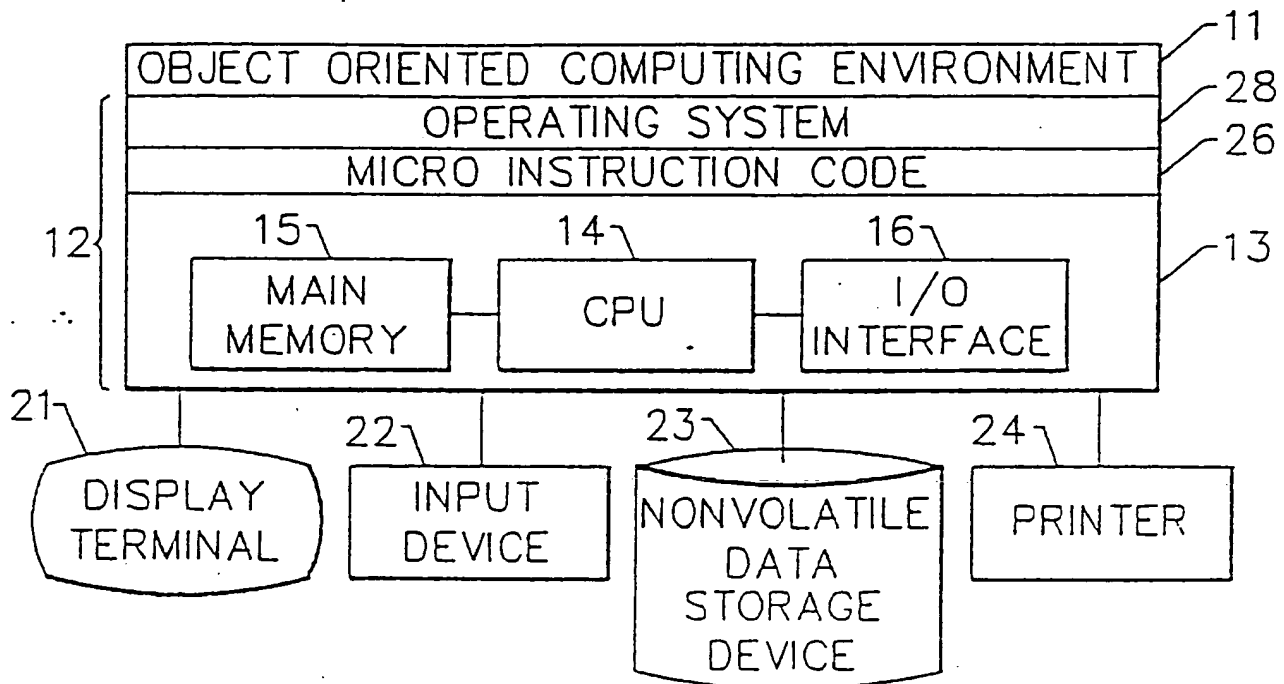 11
OBJECT ORIENTED COMPUTING ENVIRONMENT
28
OPERATING SYSTEM
26
MICRO INSTRUCTION CODE
12
15
14
16
13
MAIN
MEMORY
CPU
I/O
INTERFACE
21
22
23
24
DISPLAY
TERMINAL
INPUT
DEVICE
NONVOLATILE
DATA
STORAGE
DEVICE
PRINTER